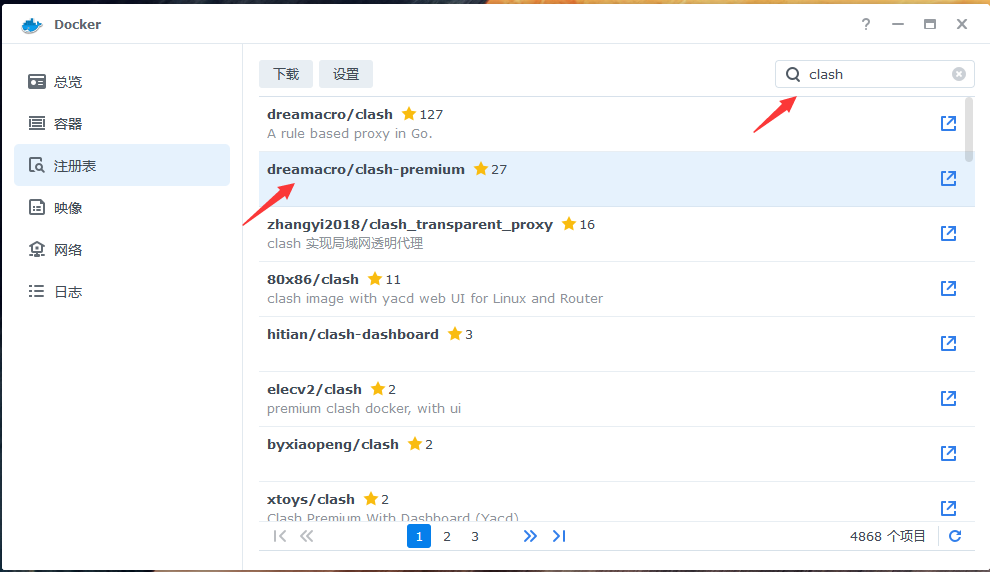 Docker
?
总览
容器
注册表
映像
网络
日志
下载 设置 clash
dreamacro/clash 127
A rule based proxy in Go.
dreamacro/clash-premium 27
zhangyi2018/clash_transparent_proxy 16
clash 实现局域网透明代理
80x86/clash 11
clash image with yacd web UI for Linux and Router
hitian/clash-dashboard 3
elecv2/clash 2
premium clash docker, with ui
byxiaopeng/clash 2
xtoys/clash 2
Clash Premium With Dashboard (Yacd)
1 2 3 4868 个项目